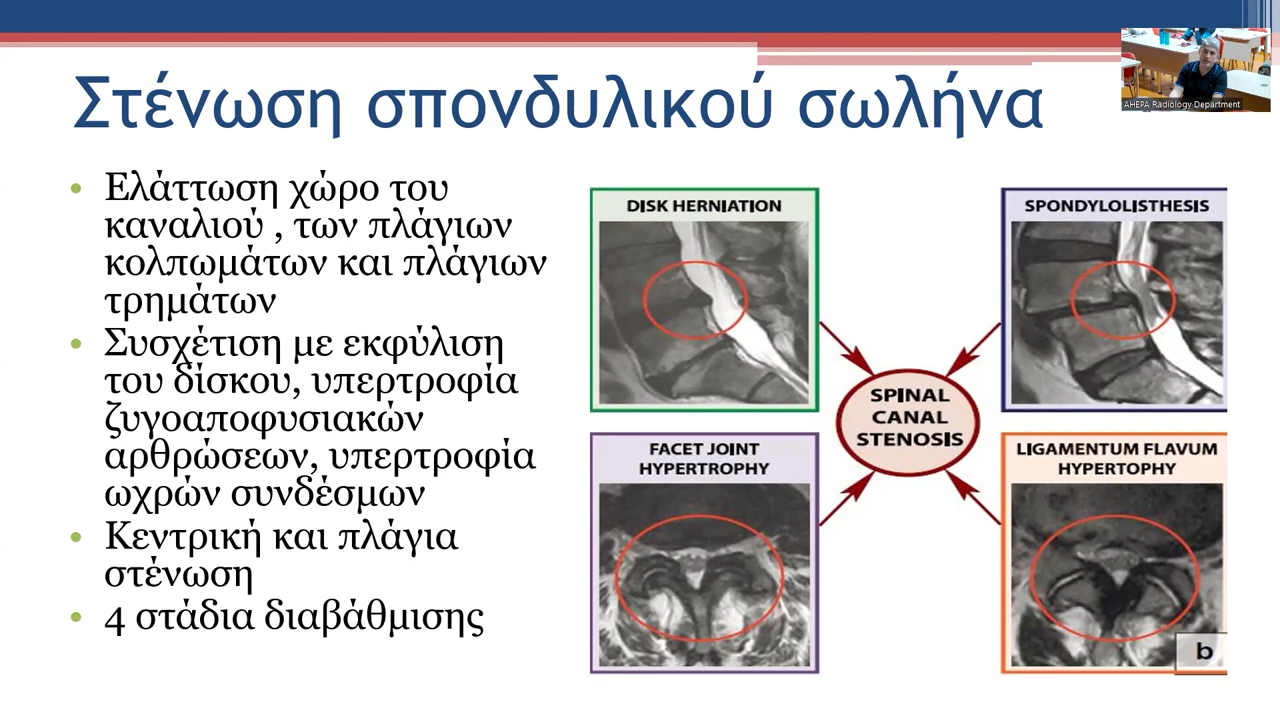 Στένωση σπονδυλικού σωλήνα
AHEPA Radiology Department
• Ελάττωση χώρο του
καναλιού , των πλάγιων
κολπωμάτων και πλάγιων
τρημάτων
• Συσχέτιση με εκφύλιση
του δίσκου, υπερτροφία
ζυγοαποφυσιακών
αρθρώσεων, υπερτροφία
ωχρών συνδέσμων
• Κεντρική και πλάγια
στένωση
• 4 στάδια διαβάθμισης
DISK HERNIATION
SPONDYLOLISTHESIS
SPINAL
CANAL
STENOSIS
FACET JOINT
HYPERTROPHY
LIGAMENTUM FLAVUM
HYPERTOPHY
b